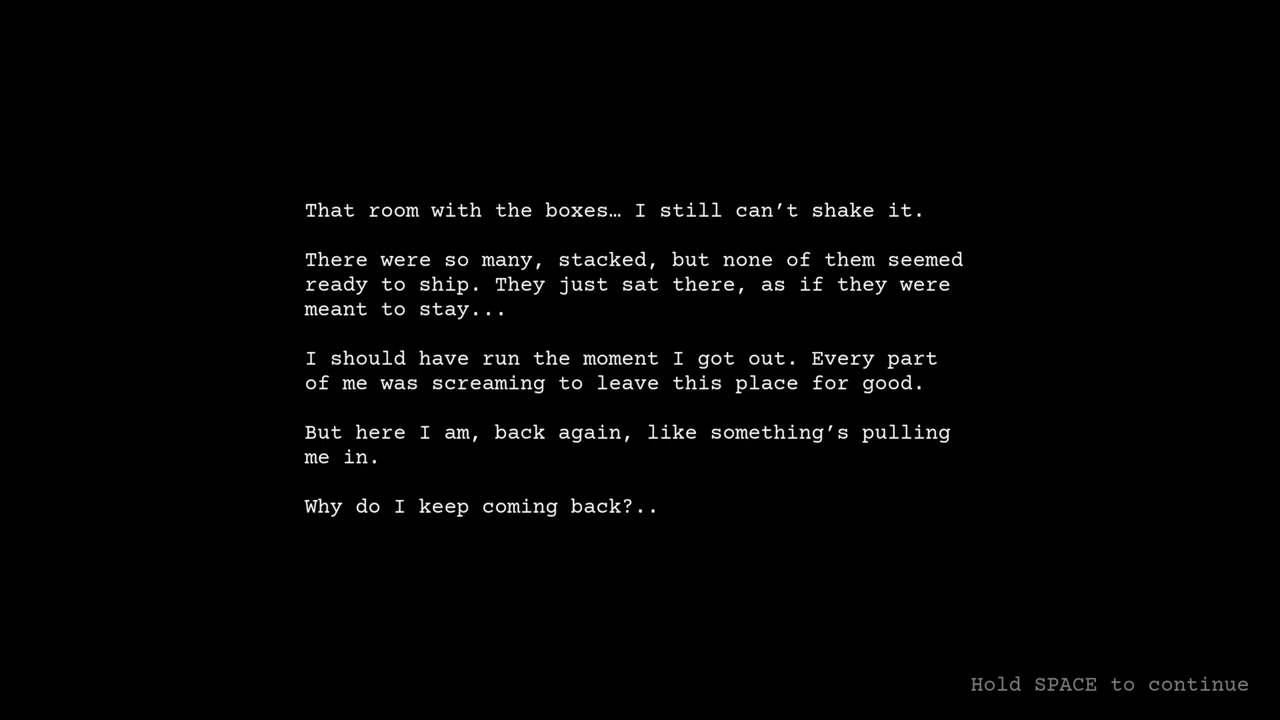 That room with the boxes… I still can’t shake it.
There were so many, stacked, but none of them seemed
ready to ship. They just sat there, as if they were
meant to stay...
I should have run the moment I got out. Every part
of me was screaming to leave this place for good.
But here I am, back again, like something’s pulling
me in.
Why do I keep coming back?..
Hold SPACE to continue